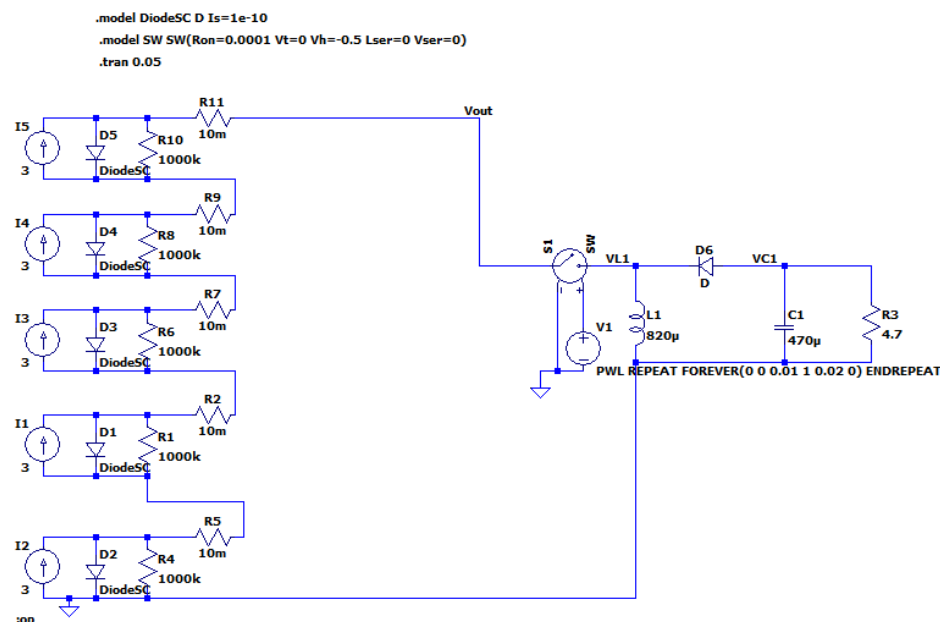 .model DiodeSC D Is=1e-10
.model SW SW(Ron=0.0001 Vt=0 Vh=-0.5 Lser=0 Vser=0)
.tran 0.05
R11
10m
Vout
I5
3
D5
DiodeSC
R10
1000k
R9
10m
I4
3
D4
DiodeSC
R8
1000k
S1
SW
VL1
D6
D
VC1
R7
10m
I3
3
D3
DiodeSC
R6
1000k
V1
L1
820µ
C1
470µ
R3
4.7
PWL REPEAT FOREVER(0 0 0.01 1 0.02 0) ENDREPEAT
R2
10m
I1
3
D1
DiodeSC
R1
1000k
R5
10m
I2
3
D2
DiodeSC
R4
1000k
;op